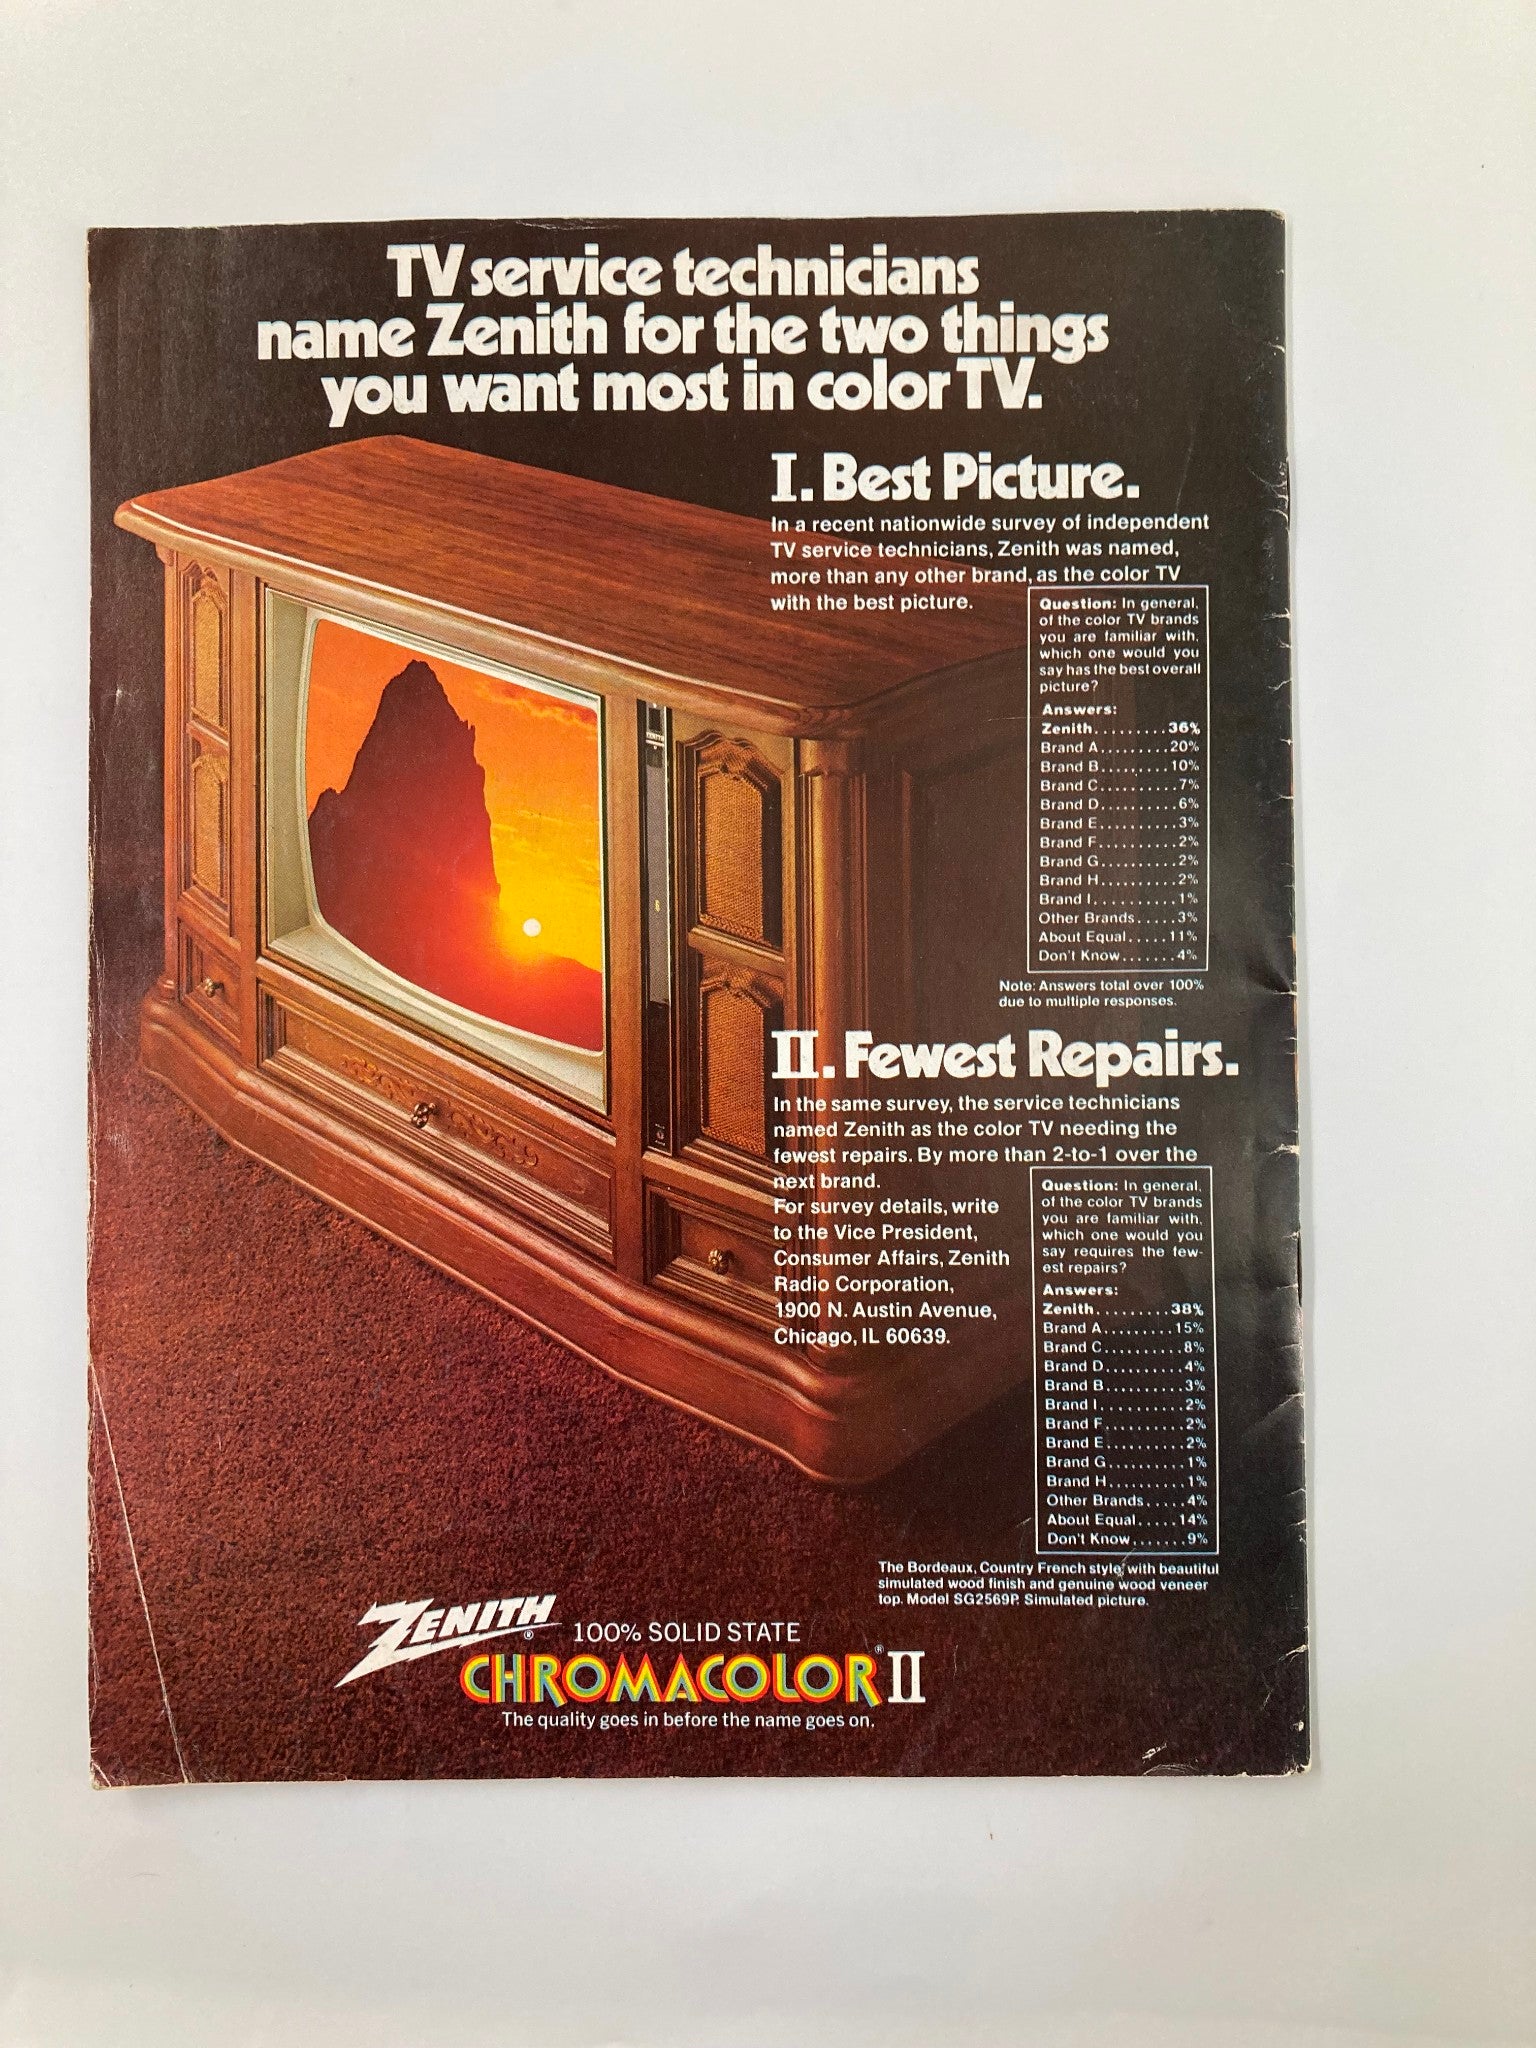 TV service technicians
name Zenith for the two things
you want most in color TV.
I. Best Picture.
In a recent nationwide survey of independent
TV service technicians, Zenith was named,
more than any other brand, as the color TV
with the best picture.
Question: In general,
of the color TV brands
you are familiar with,
which one would you
say has the best overall
picture?
Answers:
Zenith.........36%
Brand A.........20%
Brand B.........10%
Brand C..........7%
Brand D..........6%
Brand E..........3%
Brand F..........2%
Brand G..........2%
Brand H..........2%
Brand I..........1%
Other Brands.....3%
About Equal.....11%
Don't Know.......4%
Note: Answers total over 100%
due to multiple responses.
II. Fewest Repairs.
In the same survey, the service technicians
named Zenith as the color TV needing the
fewest repairs. By more than 2-to-1 over the
next brand.
For survey details, write
to the Vice President,
Consumer Affairs, Zenith
Radio Corporation,
1900 N. Austin Avenue,
Chicago, IL 60639.
Question: In general,
of the color TV brands
you are familiar with,
which one would you
say requires the few-
est repairs?
Answers:
Zenith.........38%
Brand A.........15%
Brand C..........8%
Brand D..........4%
Brand B..........3%
Brand I..........2%
Brand F..........2%
Brand E..........2%
Brand G..........1%
Brand H..........1%
Other Brands.....4%
About Equal.....14%
Don't Know.......9%
The Bordeaux, Country French style, with beautiful
simulated wood finish and genuine wood veneer
top. Model SG2569P. Simulated picture.
ZENITH® 100% SOLID STATE
CHROMACOLOR® II
The quality goes in before the name goes on.